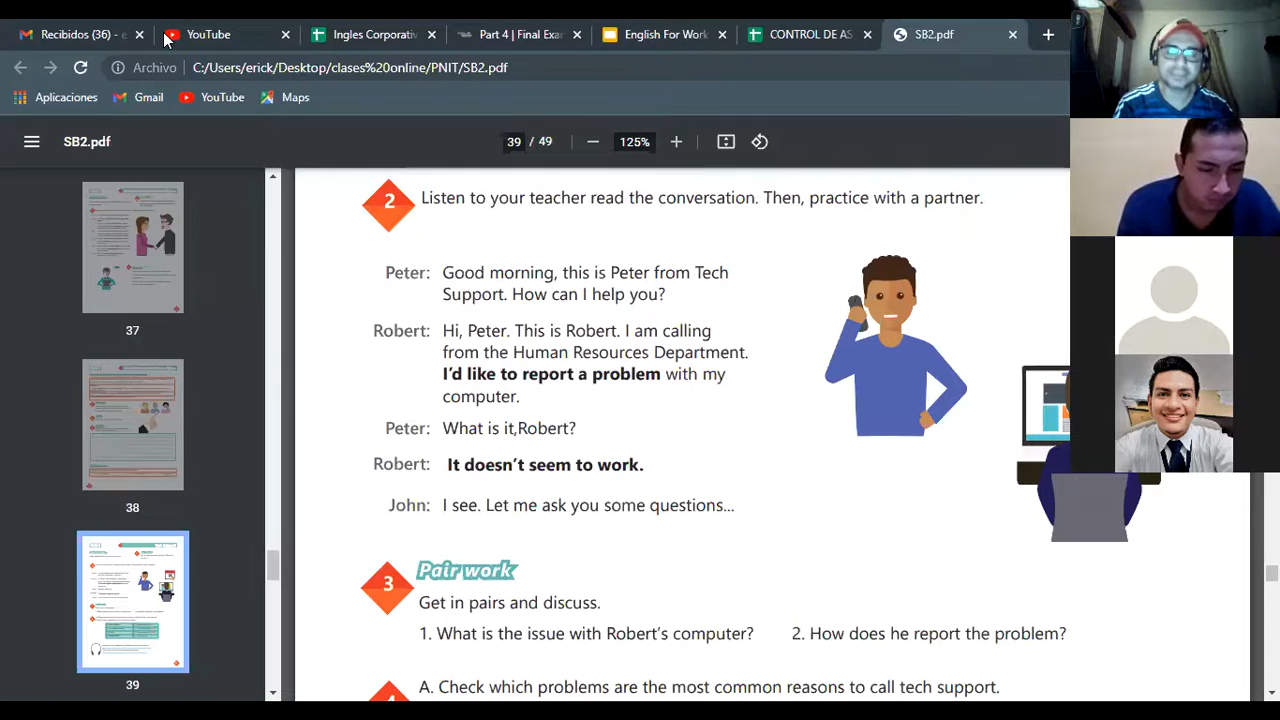 Recibidos (36) - e
YouTube
Ingles Corporativ
Part 4 | Final Exar
English For Work
CONTROL DE AS
SB2.pdf
Archivo
C:/Users/erick/Desktop/clases%20online/PNIT/SB2.pdf
Aplicaciones
Gmail
YouTube
Maps
SB2.pdf
39 / 49
125%
37
38
39
2
Listen to your teacher read the conversation. Then, practice with a partner.
Peter: Good morning, this is Peter from Tech
Support. How can I help you?
Robert: Hi, Peter. This is Robert. I am calling
from the Human Resources Department.
I'd like to report a problem with my
computer.
Peter: What is it,Robert?
Robert: It doesn't seem to work.
John: I see. Let me ask you some questions...
3
Pair work
Get in pairs and discuss.
1. What is the issue with Robert's computer?
2. How does he report the problem?
A. Check which problems are the most common reasons to call tech support.